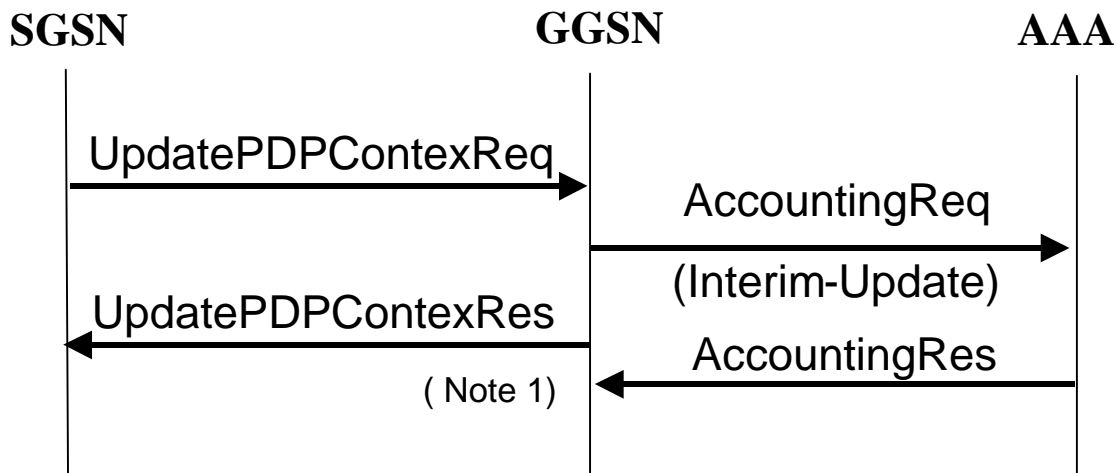 SGSN GGSN AAA
UpdatePDPContexReq
AccountingReq
(Interim-Update)
UpdatePDPContexRes
AccountingRes
( Note 1)